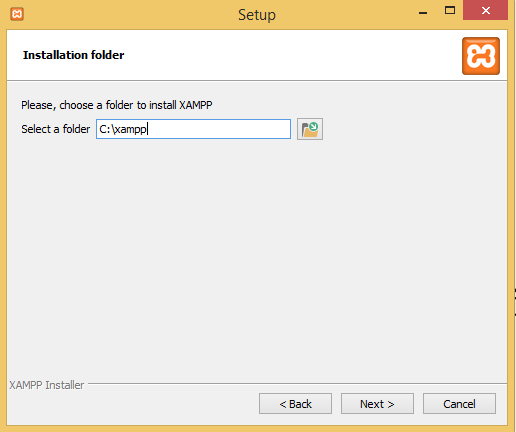 Setup
Installation folder
Please, choose a folder to install XAMPP
Select a folder C:\xampp
XAMPP Installer
< Back Next > Cancel